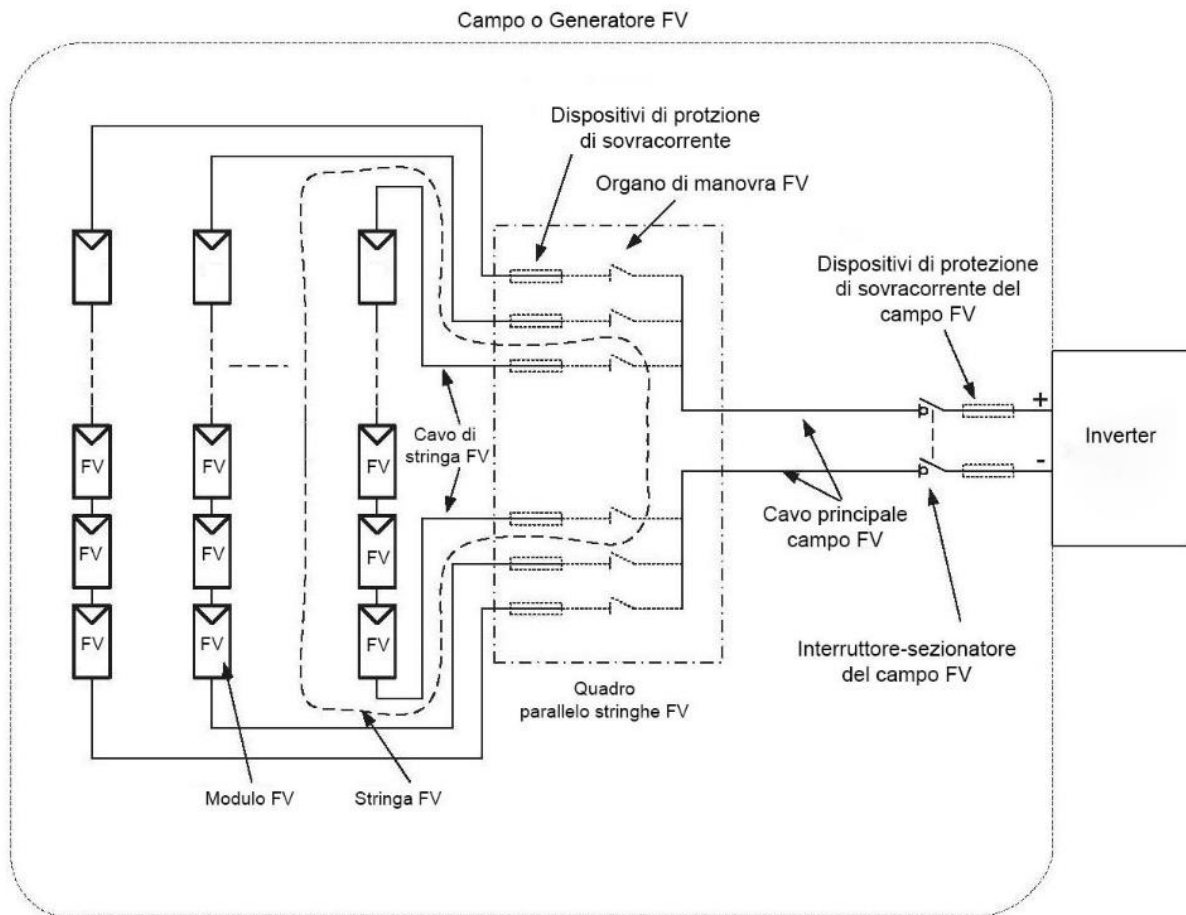 Campo o Generatore FV
Dispositivi di protzione
di sovracorrente
Organo di manovra FV
Dispositivi di protezione
di sovracorrente del
campo FV
+
-
Inverter
Cavo di
stringa FV
FV
FV
FV
FV
FV
FV
FV
FV
FV
Cavo principale
campo FV
Interruttore-sezionatore
del campo FV
Quadro
parallelo stringhe FV
Modulo FV
Stringa FV